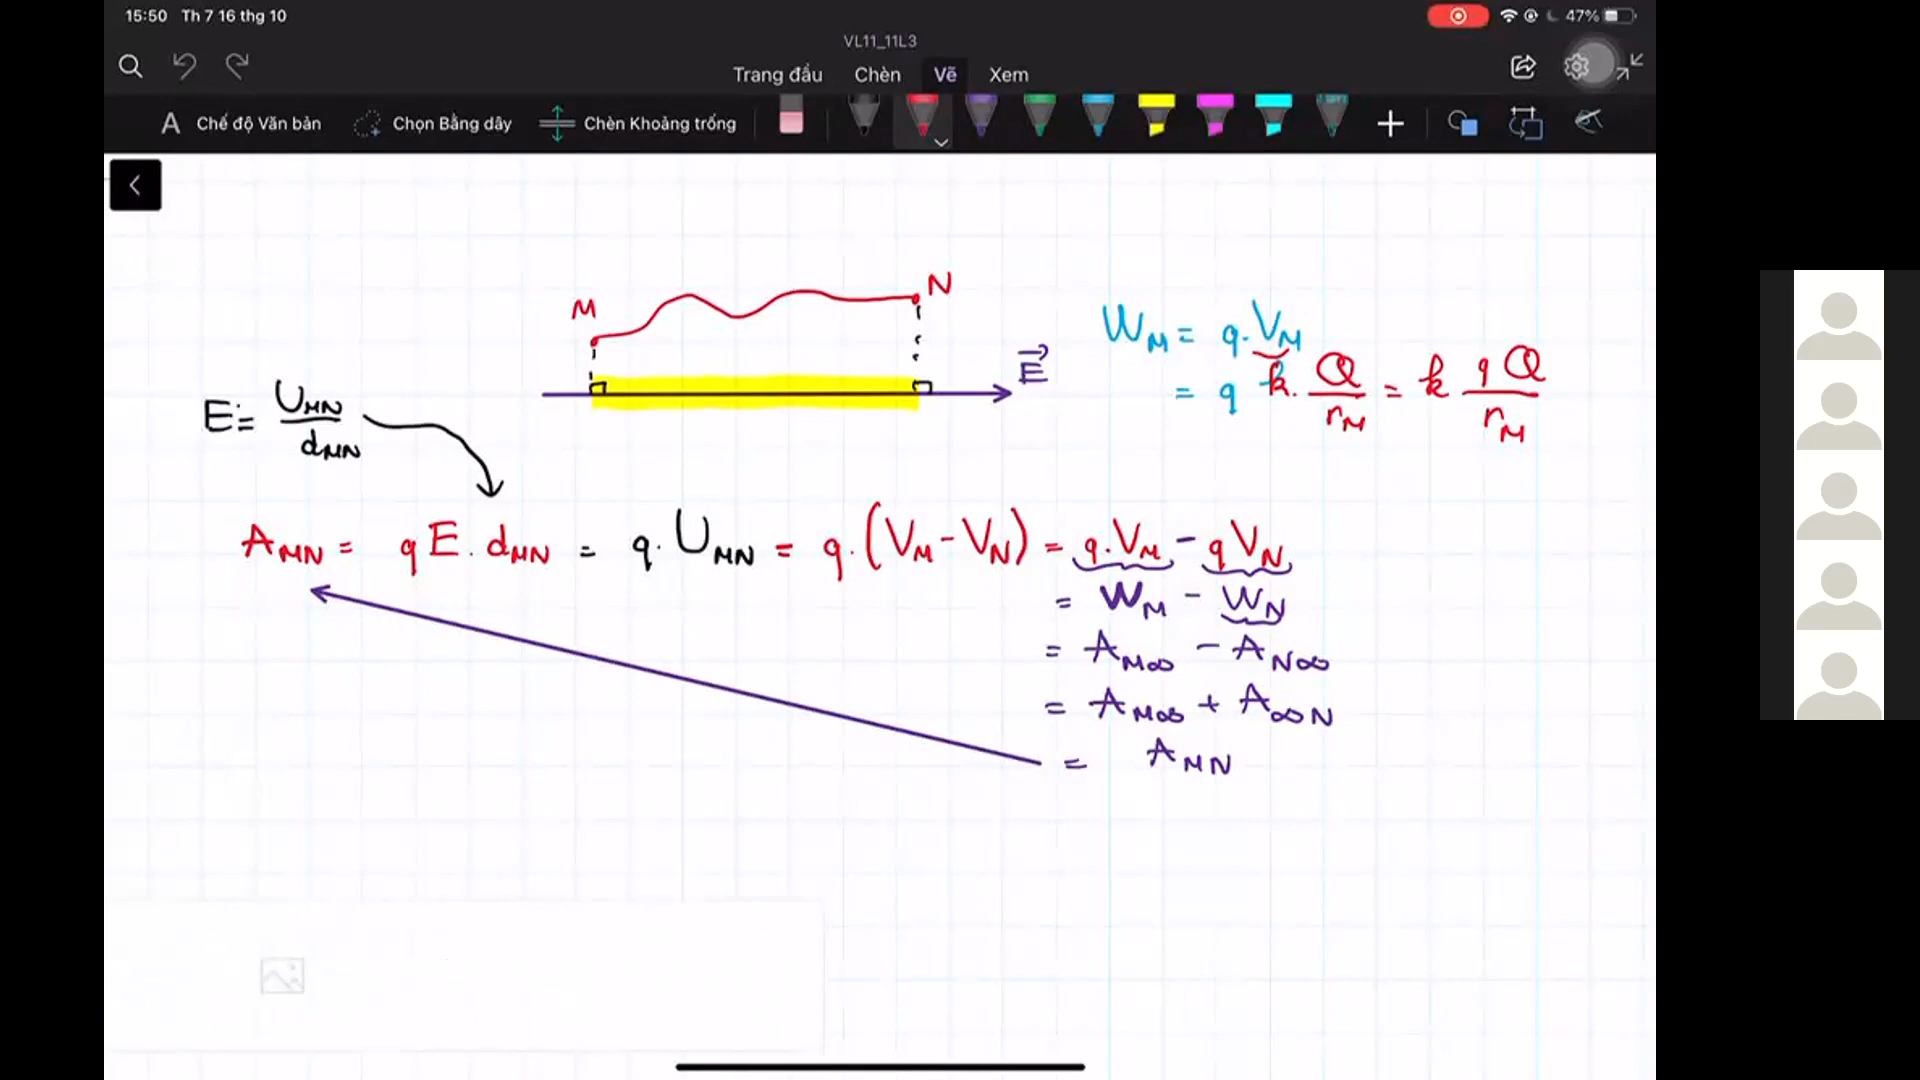 15:50 Th 7 16 thg 10
47%
VL11_11L3
Trang đầu Chèn Vẽ Xem
A Chế độ Văn bản Chọn Bằng dây Chèn Khoảng trống
M
N
E⃗
W_M = q.V_M
= q k. Q/r_M = k qQ/r_M
E = U_MN/d_MN
A_MN = qE.d_MN = q.U_MN = q.(V_M - V_N) = q.V_M - qV_N
= W_M - W_N
= A_M∞ - A_N∞
= A_M∞ + A_∞N
= A_MN